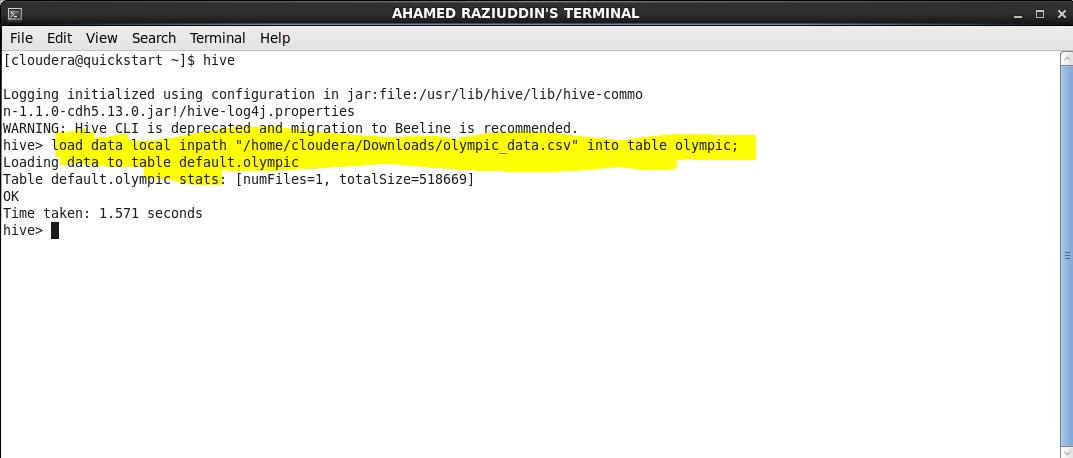 AHAMED RAZIUDDIN'S TERMINAL
File Edit View Search Terminal Help
[cloudera@quickstart ~]$ hive
Logging initialized using configuration in jar:file:/usr/lib/hive/lib/hive-commo
n-1.1.0-cdh5.13.0.jar!/hive-log4j.properties
WARNING: Hive CLI is deprecated and migration to Beeline is recommended.
hive> load data local inpath "/home/cloudera/Downloads/olympic_data.csv" into table olympic;
Loading data to table default.olympic
Table default.olympic stats: [numFiles=1, totalSize=518669]
OK
Time taken: 1.571 seconds
hive>